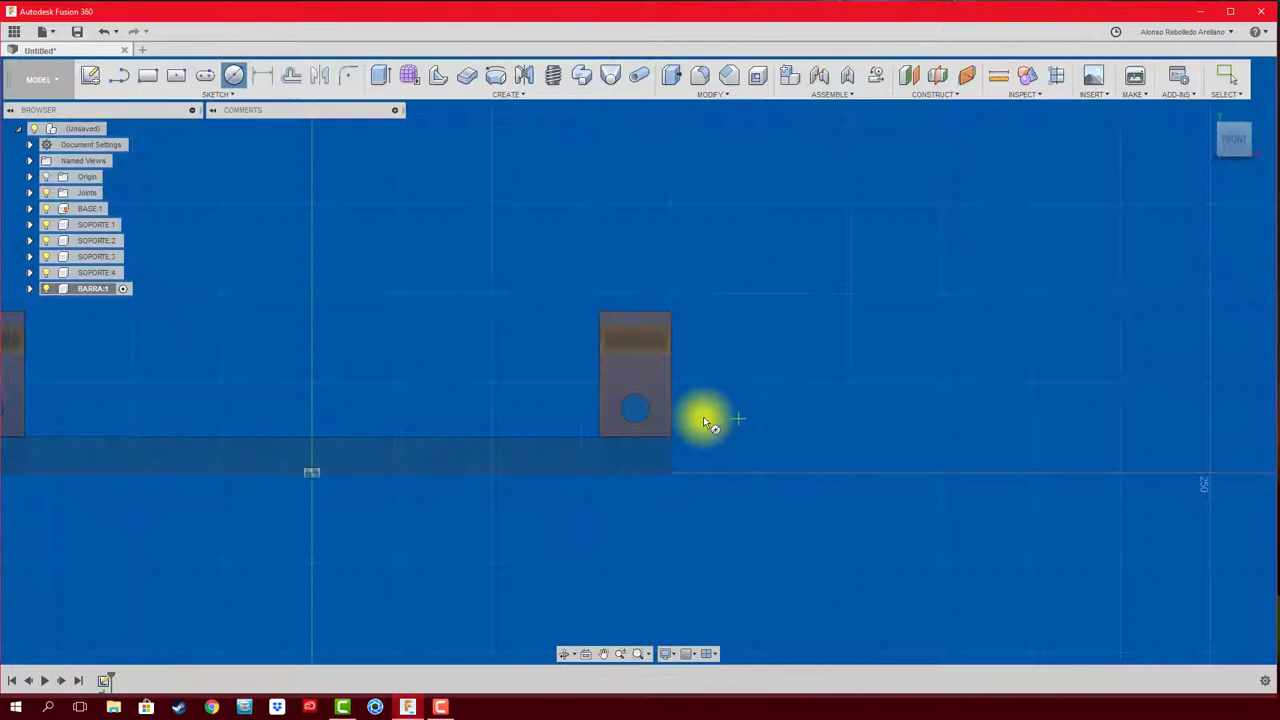 Autodesk Fusion 360
Alonso Rebolledo Arellano
Untitled*
MODEL
SKETCH
CREATE
MODIFY
ASSEMBLE
CONSTRUCT
INSPECT
INSERT
MAKE
ADD-INS
SELECT
BROWSER
COMMENTS
(Unsaved)
Document Settings
Named Views
Origin
Joints
BASE:1
SOPORTE:1
SOPORTE:2
SOPORTE:3
SOPORTE:4
BARRA:1
Y
FRONT
250